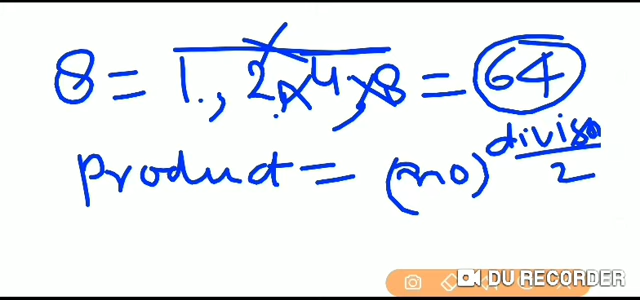 8 = 1., 2, × 4, × 8 = 64
product = (no) divisor/2
DU RECORDER